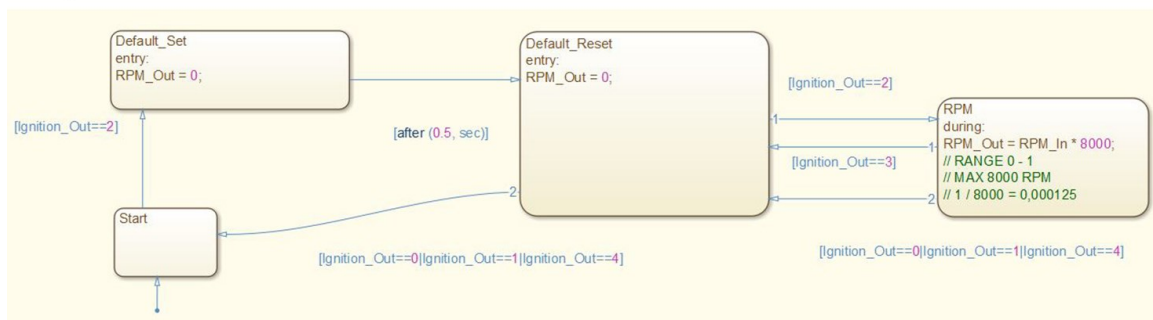 Default_Set
entry:
RPM_Out = 0;
Default_Reset
entry:
RPM_Out = 0;
[Ignition_Out==2]
RPM
during:
RPM_Out = RPM_In * 8000;
// RANGE 0 - 1
// MAX 8000 RPM
// 1 / 8000 = 0,000125
[Ignition_Out==2]
[after (0.5, sec)]
1
1
[Ignition_Out==3]
2
2
Start
[Ignition_Out==0|Ignition_Out==1|Ignition_Out==4]
[Ignition_Out==0|Ignition_Out==1|Ignition_Out==4]